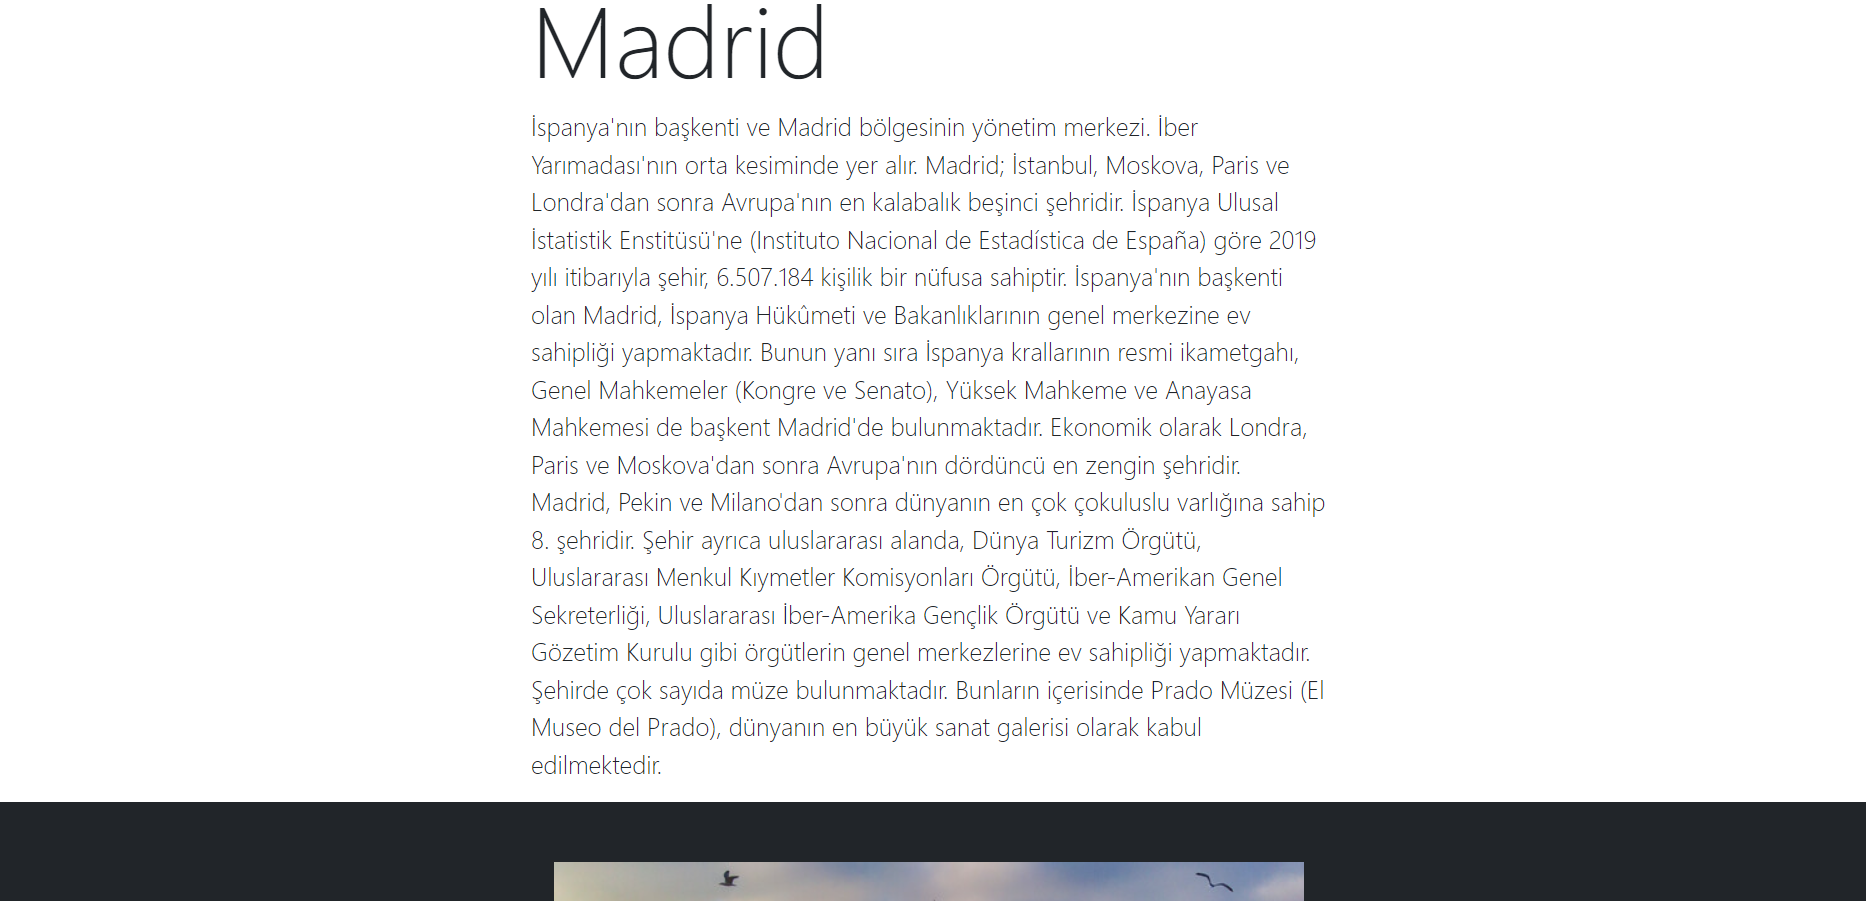 Madrid
İspanya'nın başkenti ve Madrid bölgesinin yönetim merkezi. İber
Yarımadası'nın orta kesiminde yer alır. Madrid; İstanbul, Moskova, Paris ve
Londra'dan sonra Avrupa'nın en kalabalık beşinci şehridir. İspanya Ulusal
İstatistik Enstitüsü'ne (Instituto Nacional de Estadística de España) göre 2019
yılı itibarıyla şehir, 6.507.184 kişilik bir nüfusa sahiptir. İspanya'nın başkenti
olan Madrid, İspanya Hükûmeti ve Bakanlıklarının genel merkezine ev
sahipliği yapmaktadır. Bunun yanı sıra İspanya krallarının resmi ikametgahı,
Genel Mahkemeler (Kongre ve Senato), Yüksek Mahkeme ve Anayasa
Mahkemesi de başkent Madrid'de bulunmaktadır. Ekonomik olarak Londra,
Paris ve Moskova'dan sonra Avrupa'nın dördüncü en zengin şehridir.
Madrid, Pekin ve Milano'dan sonra dünyanın en çok çokuluslu varlığına sahip
8. şehridir. Şehir ayrıca uluslararası alanda, Dünya Turizm Örgütü,
Uluslararası Menkul Kıymetler Komisyonları Örgütü, İber-Amerikan Genel
Sekreterliği, Uluslararası İber-Amerika Gençlik Örgütü ve Kamu Yararı
Gözetim Kurulu gibi örgütlerin genel merkezlerine ev sahipliği yapmaktadır.
Şehirde çok sayıda müze bulunmaktadır. Bunların içerisinde Prado Müzesi (El
Museo del Prado), dünyanın en büyük sanat galerisi olarak kabul
edilmektedir.